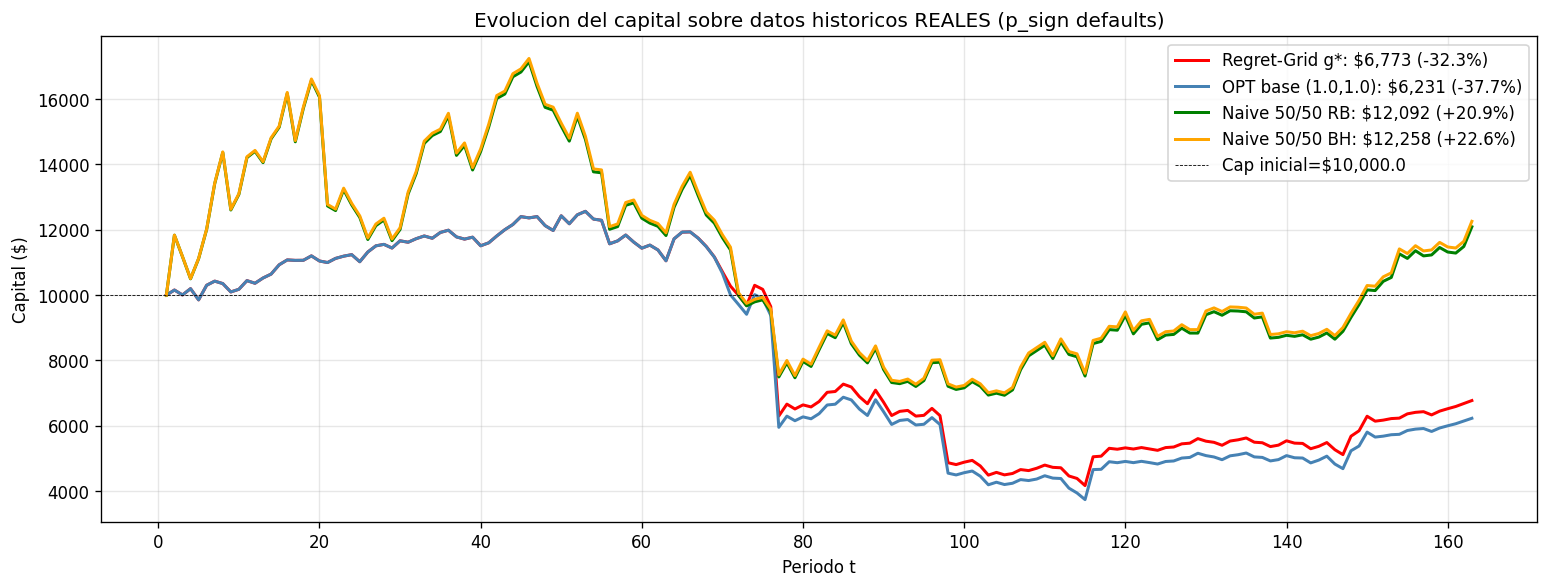 Evolucion del capital sobre datos historicos REALES (p_sign defaults)
Capital ($)
16000
14000
12000
10000
8000
6000
4000
Regret-Grid g*: $6,773 (-32.3%)
OPT base (1.0,1.0): $6,231 (-37.7%)
Naive 50/50 RB: $12,092 (+20.9%)
Naive 50/50 BH: $12,258 (+22.6%)
Cap inicial=$10,000.0
0 20 40 60 80 100 120 140 160
Periodo t